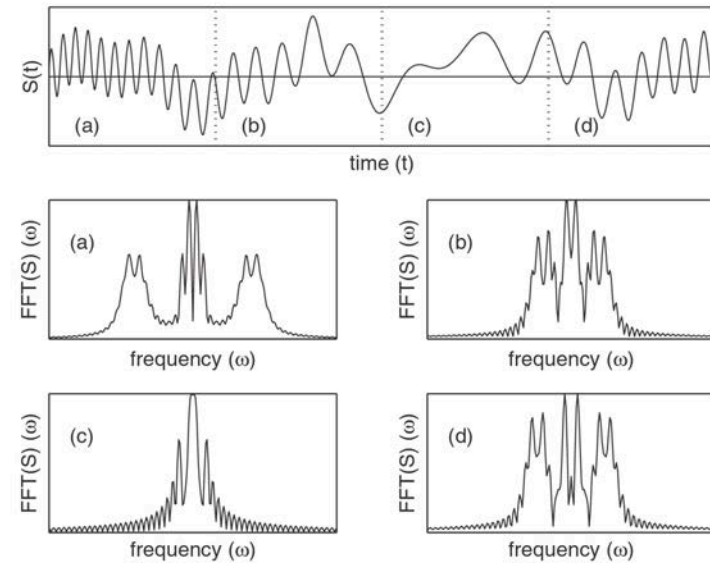 S(t)
(a) (b) (c) (d)
time (t)
FFT(S) (ω)
(a)
frequency (ω)
FFT(S) (ω)
(b)
frequency (ω)
FFT(S) (ω)
(c)
frequency (ω)
FFT(S) (ω)
(d)
frequency (ω)